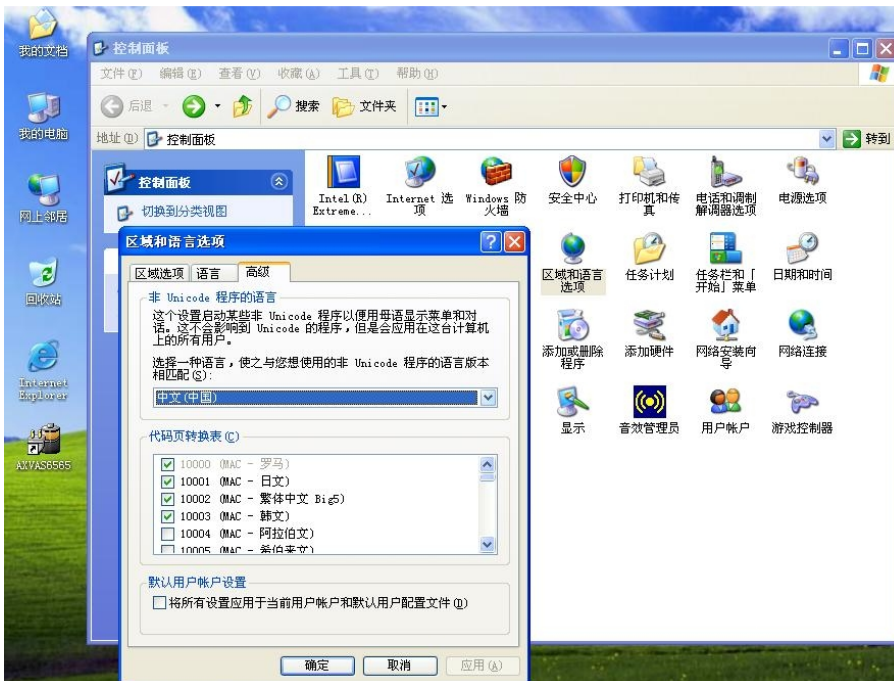 我的文档
我的电脑
网上邻居
回收站
Internet
Explorer
AXVAS6565
控制面板
文件(F) 编辑(E) 查看(V) 收藏(A) 工具(T) 帮助(H)
后退 搜索 文件夹
地址(D) 控制面板 转到
控制面板
切换到分类视图
Intel(R)
Extreme...
Internet 选
项
Windows 防
火墙
安全中心
打印机和传
真
电话和调制
解调器选项
电源选项
区域和语言
选项
任务计划
任务栏和「
开始」菜单
日期和时间
添加或删除
程序
添加硬件
网络安装向
导
网络连接
显示
音效管理员
用户帐户
游戏控制器
区域和语言选项
区域选项 语言 高级
非 Unicode 程序的语言
这个设置启动某些非 Unicode 程序以便用母语显示菜单和对
话。这不会影响到 Unicode 的程序，但是会应用在这台计算机
上的所有用户。
选择一种语言，使之与您想使用的非 Unicode 程序的语言版本
相匹配(S):
中文(中国)
代码页转换表(C)
10000 (MAC - 罗马)
10001 (MAC - 日文)
10002 (MAC - 繁体中文 Big5)
10003 (MAC - 韩文)
10004 (MAC - 阿拉伯文)
10005 (MAC - 希伯来文)
默认用户帐户设置
将所有设置应用于当前用户帐户和默认用户配置文件(D)
确定 取消 应用(A)